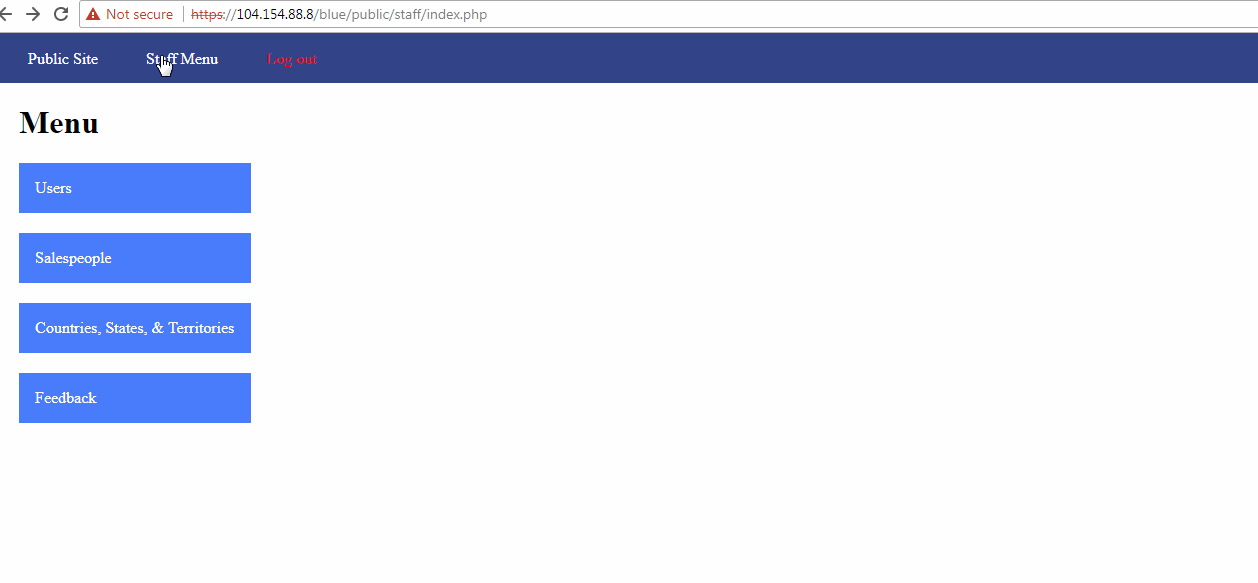 Not secure | https://104.154.88.8/blue/public/staff/index.php
Public Site Staff Menu Log out
Menu
Users
Salespeople
Countries, States, & Territories
Feedback